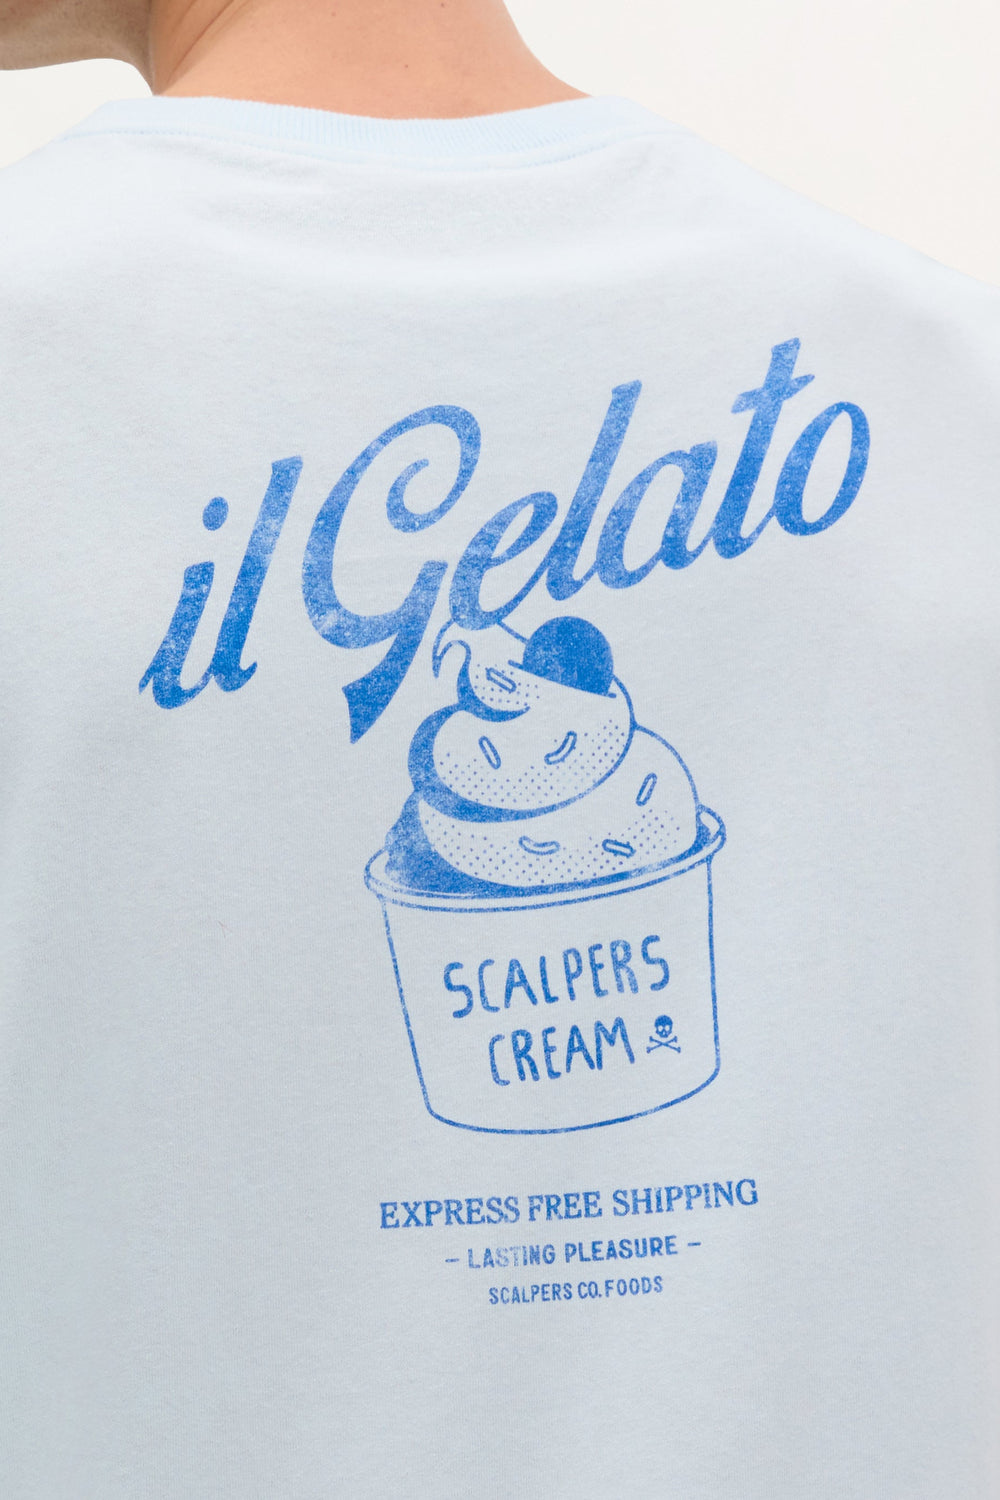 il Gelato
SCALPERS
CREAM
EXPRESS FREE SHIPPING
– LASTING PLEASURE –
SCALPERS CO. FOODS